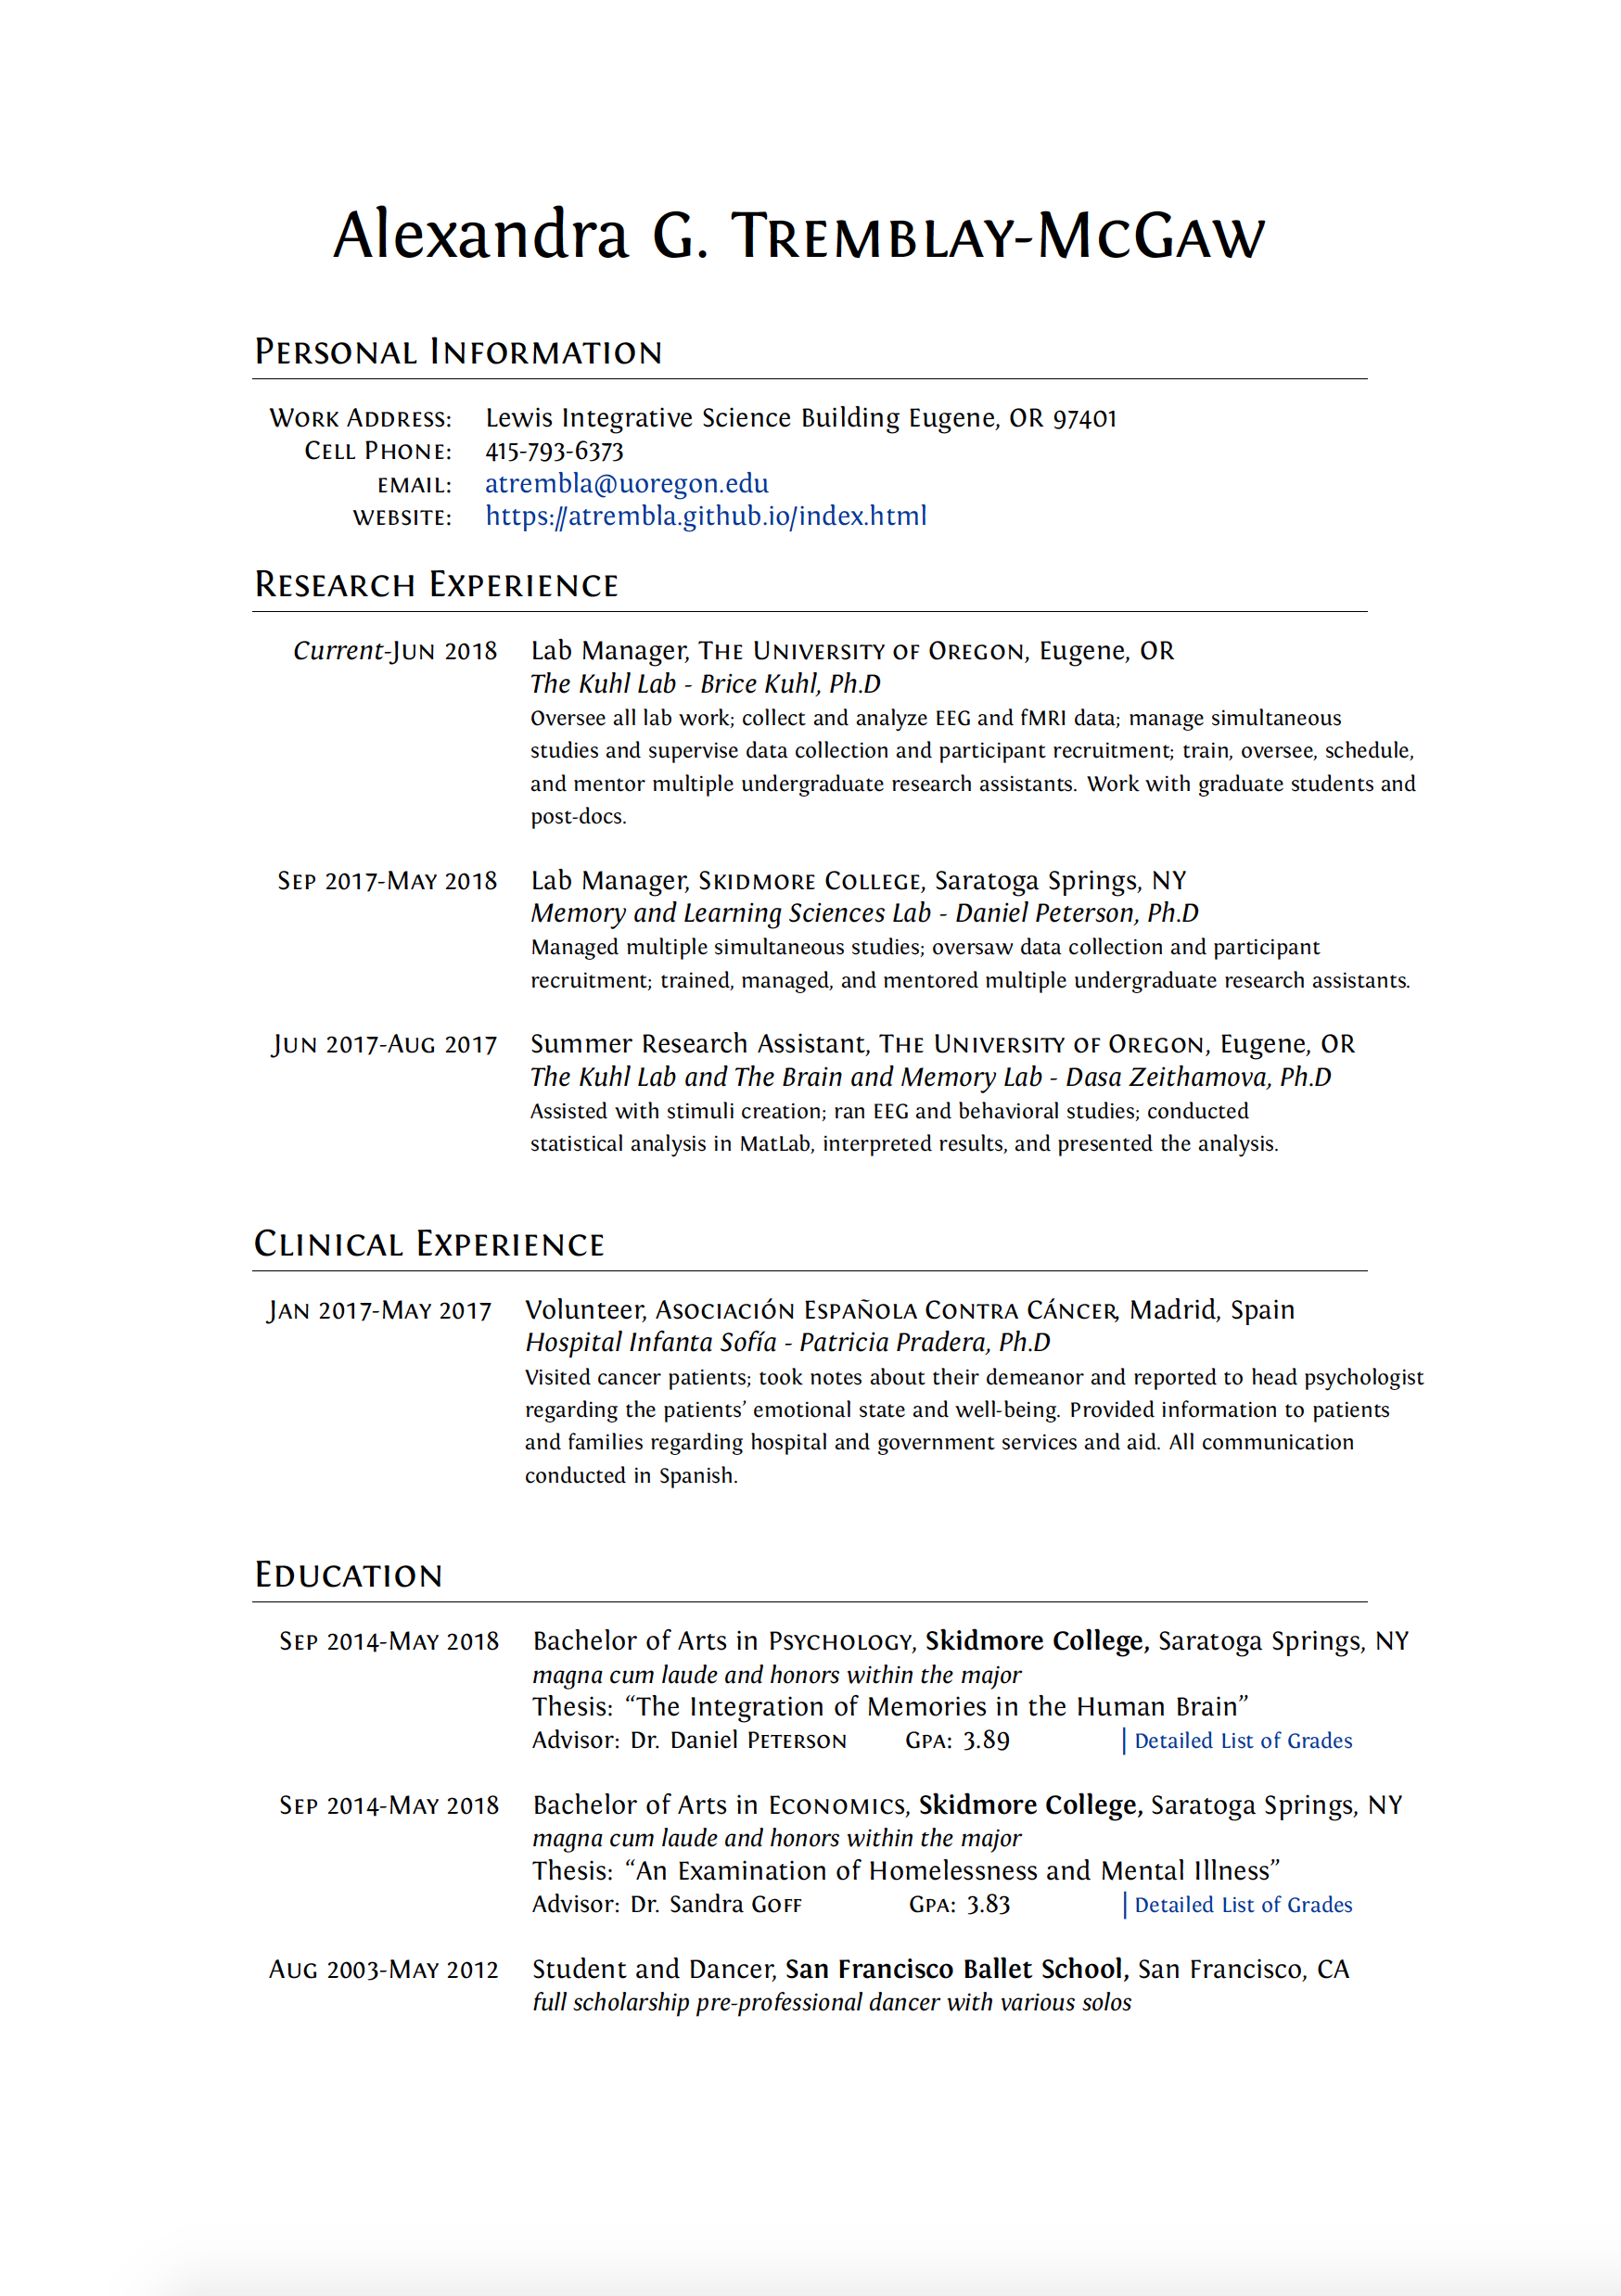 Alexandra G. Tremblay-McGaw
Personal Information
Work Address: Lewis Integrative Science Building Eugene, OR 97401
Cell Phone: 415-793-6373
email: atrembla@uoregon.edu
website: https://atrembla.github.io/index.html
Research Experience
Current-Jun 2018 Lab Manager, The University of Oregon, Eugene, OR
The Kuhl Lab - Brice Kuhl, Ph.D
Oversee all lab work; collect and analyze EEG and fMRI data; manage simultaneous
studies and supervise data collection and participant recruitment; train, oversee, schedule,
and mentor multiple undergraduate research assistants. Work with graduate students and
post-docs.
Sep 2017-May 2018 Lab Manager, Skidmore College, Saratoga Springs, NY
Memory and Learning Sciences Lab - Daniel Peterson, Ph.D
Managed multiple simultaneous studies; oversaw data collection and participant
recruitment; trained, managed, and mentored multiple undergraduate research assistants.
Jun 2017-Aug 2017 Summer Research Assistant, The University of Oregon, Eugene, OR
The Kuhl Lab and The Brain and Memory Lab - Dasa Zeithamova, Ph.D
Assisted with stimuli creation; ran EEG and behavioral studies; conducted
statistical analysis in MatLab, interpreted results, and presented the analysis.
Clinical Experience
Jan 2017-May 2017 Volunteer, Asociación Española Contra Cáncer, Madrid, Spain
Hospital Infanta Sofía - Patricia Pradera, Ph.D
Visited cancer patients; took notes about their demeanor and reported to head psychologist
regarding the patients’ emotional state and well-being. Provided information to patients
and families regarding hospital and government services and aid. All communication
conducted in Spanish.
Education
Sep 2014-May 2018 Bachelor of Arts in Psychology, Skidmore College, Saratoga Springs, NY
magna cum laude and honors within the major
Thesis: “The Integration of Memories in the Human Brain”
Advisor: Dr. Daniel Peterson Gpa: 3.89 | Detailed List of Grades
Sep 2014-May 2018 Bachelor of Arts in Economics, Skidmore College, Saratoga Springs, NY
magna cum laude and honors within the major
Thesis: “An Examination of Homelessness and Mental Illness”
Advisor: Dr. Sandra Goff Gpa: 3.83 | Detailed List of Grades
Aug 2003-May 2012 Student and Dancer, San Francisco Ballet School, San Francisco, CA
full scholarship pre-professional dancer with various solos